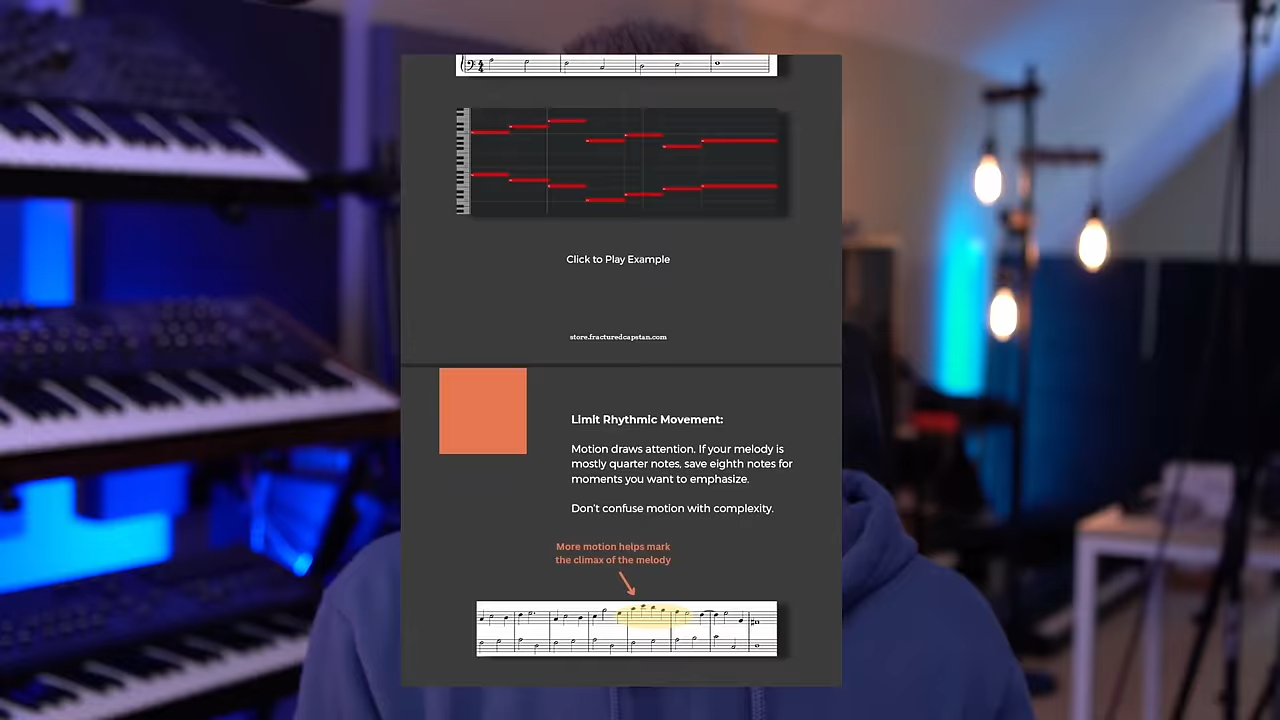 Click to Play Example
store.fracturedcapstan.com
Limit Rhythmic Movement:
Motion draws attention. If your melody is
mostly quarter notes, save eighth notes for
moments you want to emphasize.
Don't confuse motion with complexity.
More motion helps mark
the climax of the melody